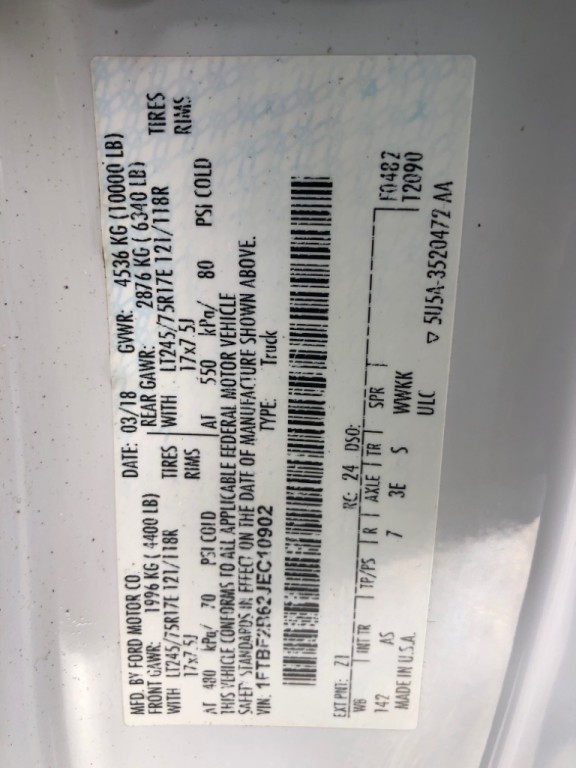 MFD. BY FORD MOTOR CO.
DATE: 03/18 GVWR: 4536 KG (10000 LB)
FRONT GAWR: 1996 KG (4400 LB) REAR GAWR: 2876 KG (6340 LB)
WITH LT245/75R17E 121/118R TIRES WITH LT245/75R17E 121/118R TIRES
17x7.5J RIMS 17x7.5J RIMS
AT 480 kPa/ 70 PSI COLD AT 550 kPa/ 80 PSI COLD
THIS VEHICLE CONFORMS TO ALL APPLICABLE FEDERAL MOTOR VEHICLE
SAFETY STANDARDS IN EFFECT ON THE DATE OF MANUFACTURE SHOWN ABOVE.
VIN: 1FTBF2B62JEC10902 TYPE: Truck
EXT PNT: Z1 RC: 24 DSO: F0482
WB INT TR TP/PS R AXLE TR SPR T2090
142 AS 7 3E S WWKK
MADE IN U.S.A. ULC ▽ 5U5A-3520472-AA